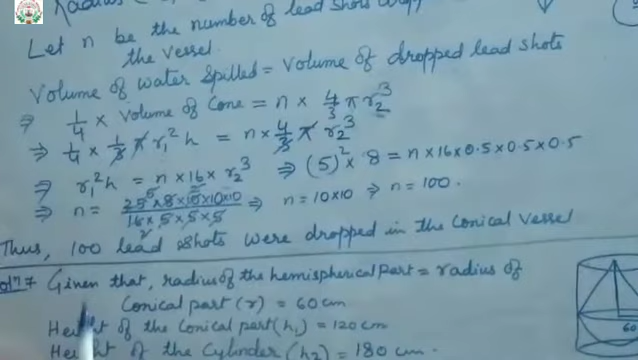 Radius of lead shots
Let n be the number of lead shots dropped
the vessel.
Volume of water spilled = Volume of dropped lead shots
⇒ 1/4 × Volume of Cone = n × 4/3 π r₂³
⇒ 1/4 × 1/3 π r₁² h = n × 4/3 π r₂³
⇒ r₁² h = n × 16 × r₂³ ⇒ (5)² × 8 = n × 16 × 0.5 × 0.5 × 0.5
⇒ n = 25 × 8 × 10 × 10 × 10 / 16 × 5 × 5 × 5 ⇒ n = 10 × 10 ⇒ n = 100.
Thus, 100 lead shots were dropped in the conical vessel
Given that, radius of the hemispherical part = radius of
Conical part (r) = 60 cm
Height of the conical part (h₁) = 120 cm
Height of the Cylinder (h₂) = 180 cm.
60